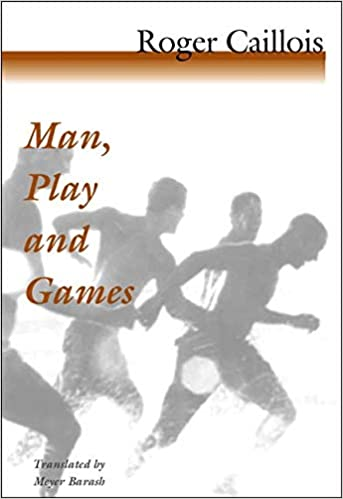 Roger Caillois
Man,
Play
and
Games
Translated by
Meyer Barash